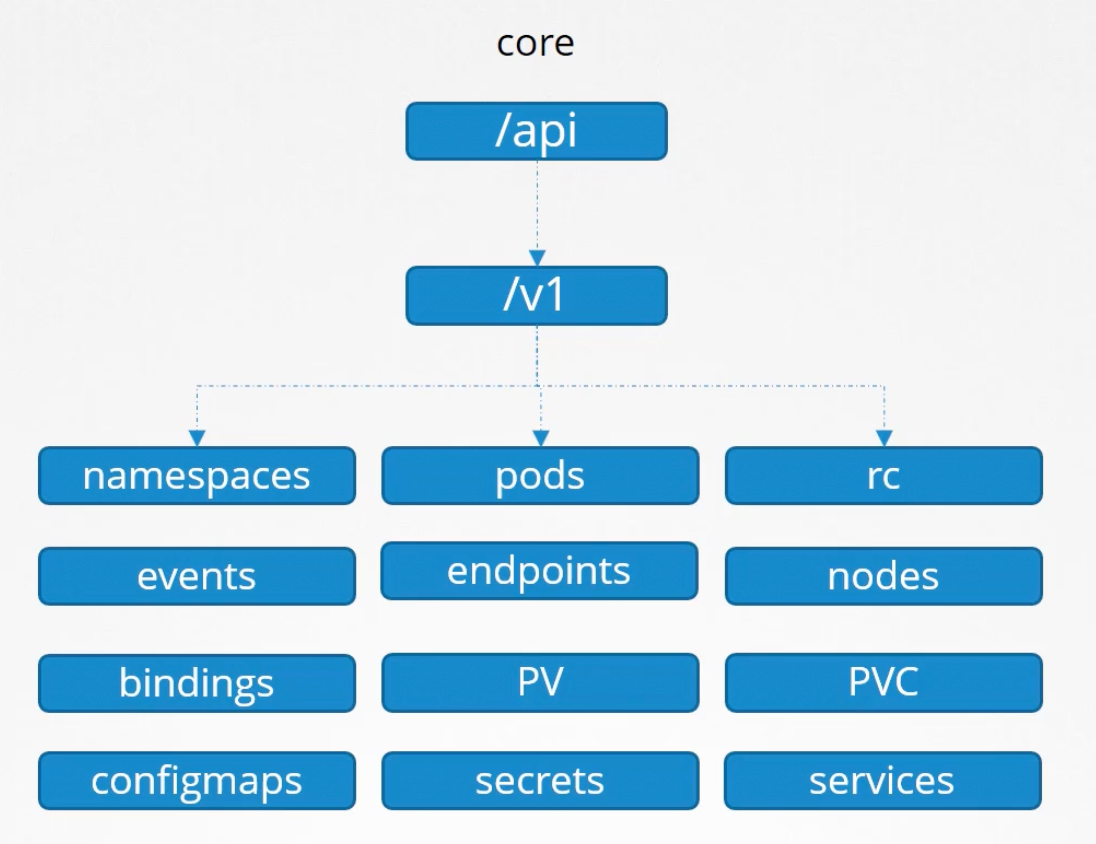 core
/api
/v1
namespaces
pods
rc
events
endpoints
nodes
bindings
PV
PVC
configmaps
secrets
services